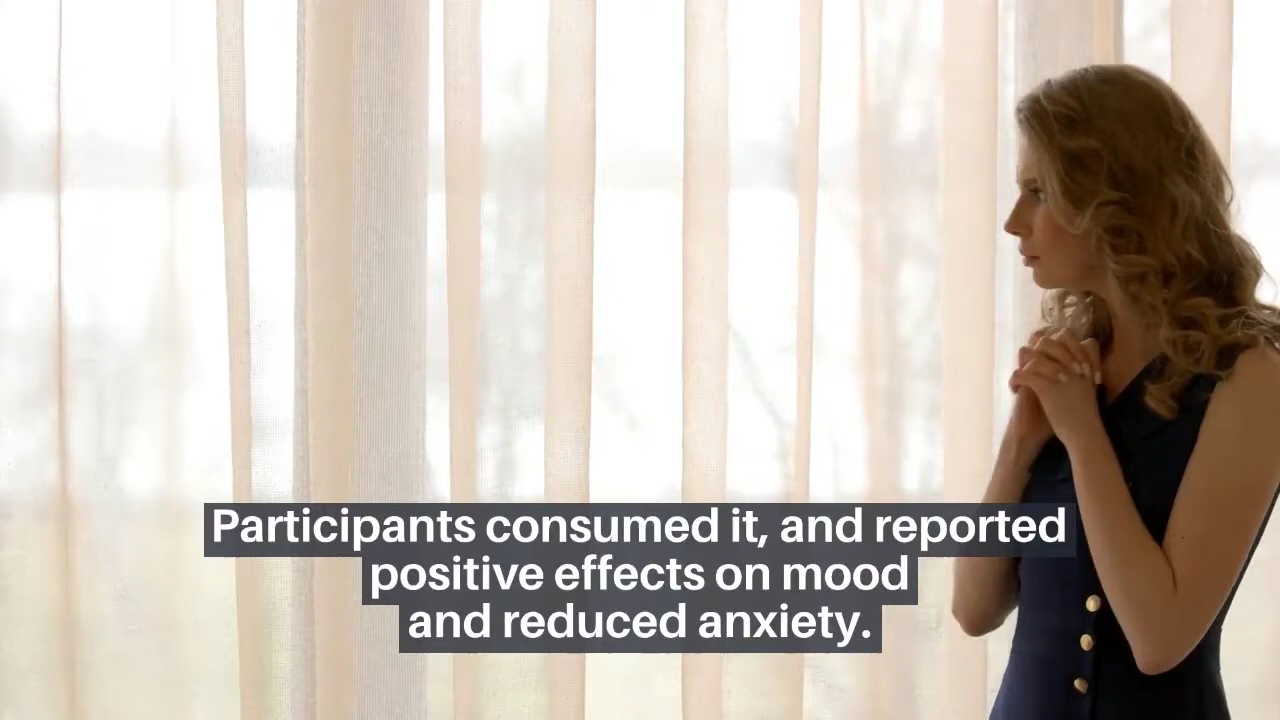 Participants consumed it, and reported
positive effects on mood
and reduced anxiety.